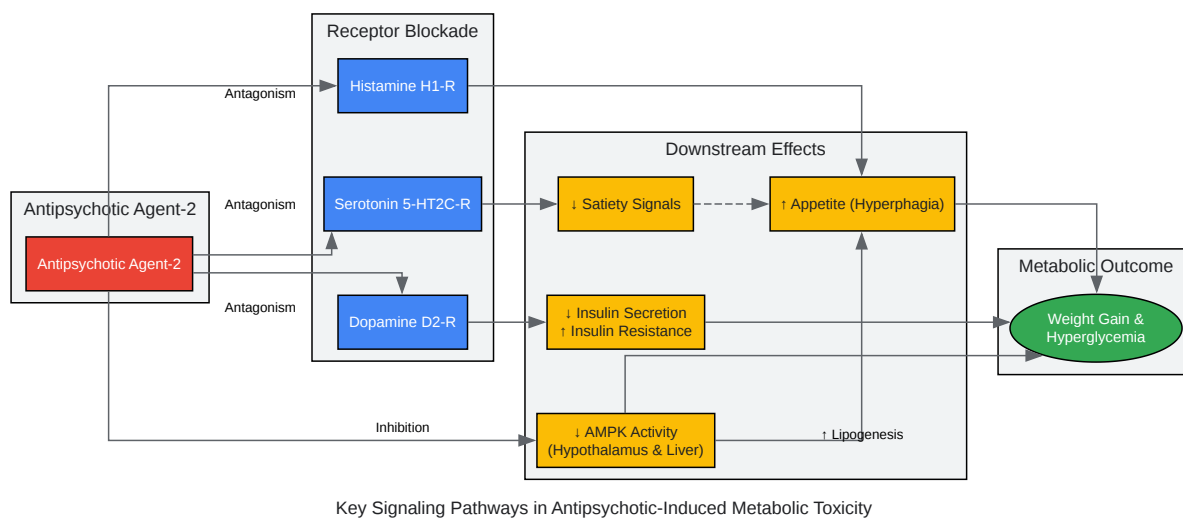 Receptor Blockade
Histamine H1-R
Antagonism
Downstream Effects
Antipsychotic Agent-2
Antagonism
Serotonin 5-HT2C-R
↓ Satiety Signals
↑ Appetite (Hyperphagia)
Antipsychotic Agent-2
Metabolic Outcome
Antagonism
Dopamine D2-R
↓ Insulin Secretion
↑ Insulin Resistance
Weight Gain &
Hyperglycemia
Inhibition
↓ AMPK Activity
(Hypothalamus & Liver)
↑ Lipogenesis
Key Signaling Pathways in Antipsychotic-Induced Metabolic Toxicity